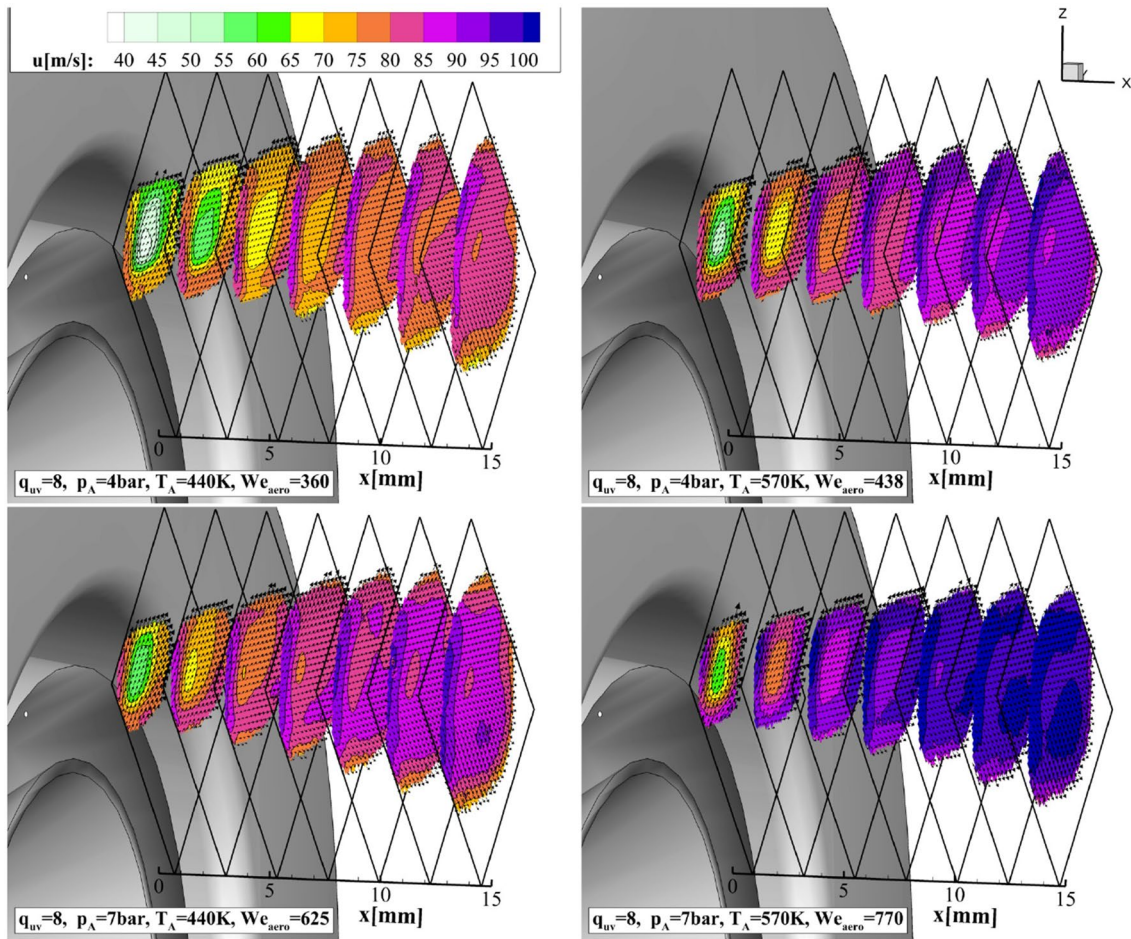 u[m/s]: 40 45 50 55 60 65 70 75 80 85 90 95 100
Z
X
0 5 10 15
x[mm]
q_uv=8, p_A=4bar, T_A=440K, We_aero=360
0 5 10 15
x[mm]
q_uv=8, p_A=4bar, T_A=570K, We_aero=438
0 5 10 15
x[mm]
q_uv=8, p_A=7bar, T_A=440K, We_aero=625
0 5 10 15
x[mm]
q_uv=8, p_A=7bar, T_A=570K, We_aero=770